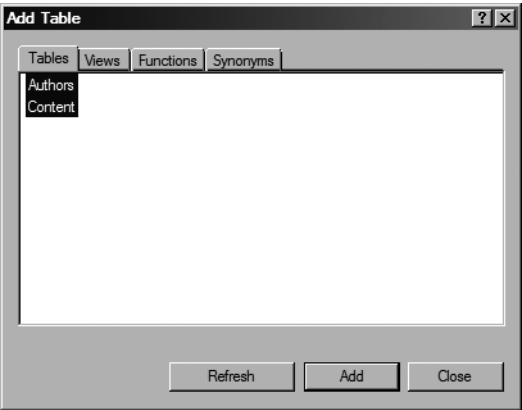 Add Table
Tables Views Functions Synonyms
Authors
Content
Refresh Add Close